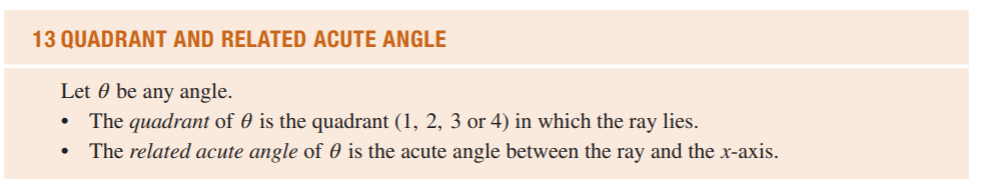 13 QUADRANT AND RELATED ACUTE ANGLE
Let θ be any angle.
• The quadrant of θ is the quadrant (1, 2, 3 or 4) in which the ray lies.
• The related acute angle of θ is the acute angle between the ray and the x-axis.